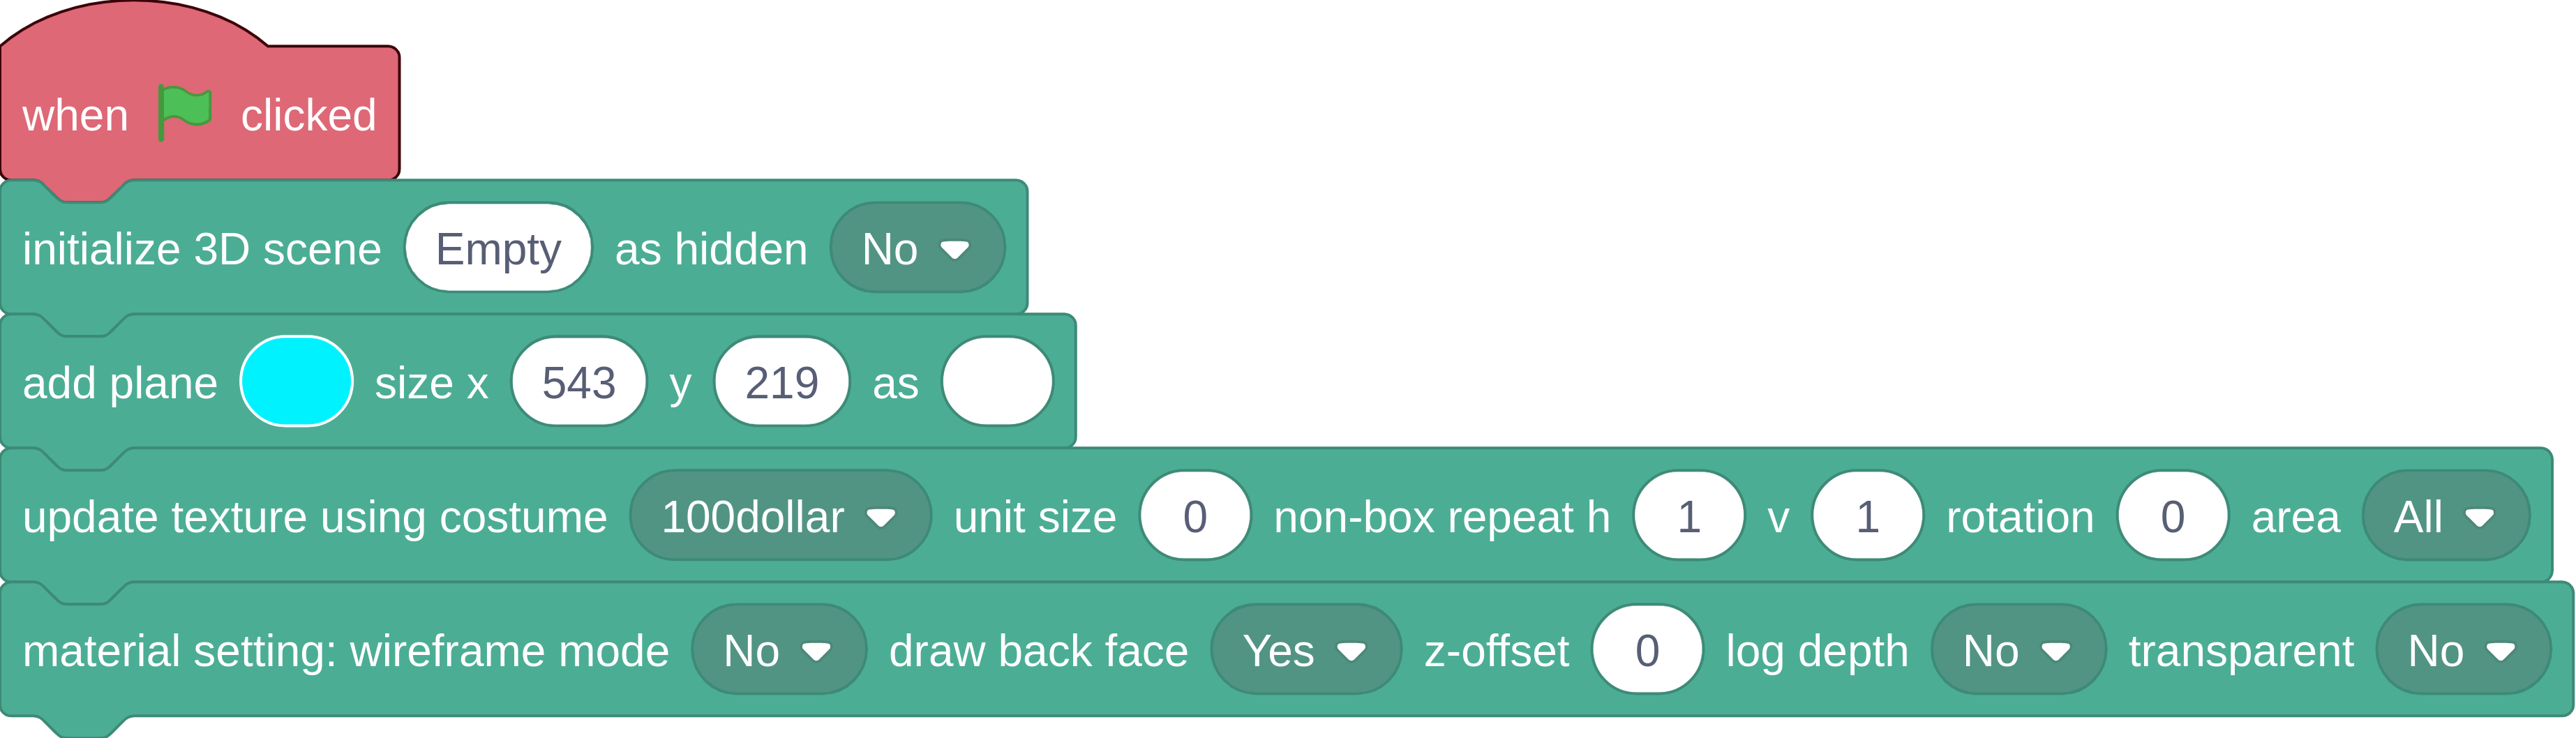 when clicked
initialize 3D scene Empty as hidden No
add plane size x 543 y 219 as
update texture using costume 100dollar unit size 0 non-box repeat h 1 v 1 rotation 0 area All
material setting: wireframe mode No draw back face Yes z-offset 0 log depth No transparent No